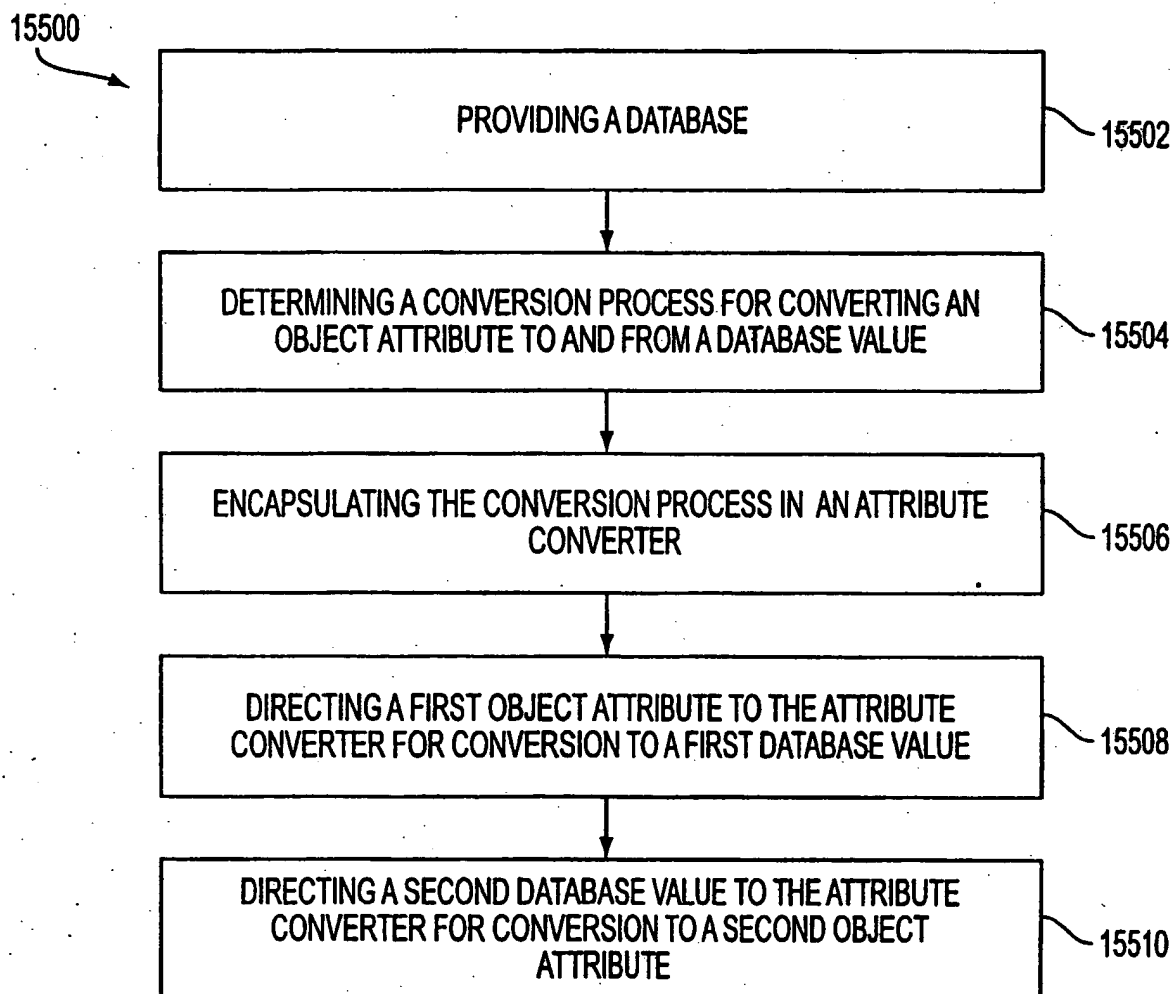 15500
PROVIDING A DATABASE
15502
DETERMINING A CONVERSION PROCESS FOR CONVERTING AN
OBJECT ATTRIBUTE TO AND FROM A DATABASE VALUE
15504
ENCAPSULATING THE CONVERSION PROCESS IN AN ATTRIBUTE
CONVERTER
15506
DIRECTING A FIRST OBJECT ATTRIBUTE TO THE ATTRIBUTE
CONVERTER FOR CONVERSION TO A FIRST DATABASE VALUE
15508
DIRECTING A SECOND DATABASE VALUE TO THE ATTRIBUTE
CONVERTER FOR CONVERSION TO A SECOND OBJECT
ATTRIBUTE
15510